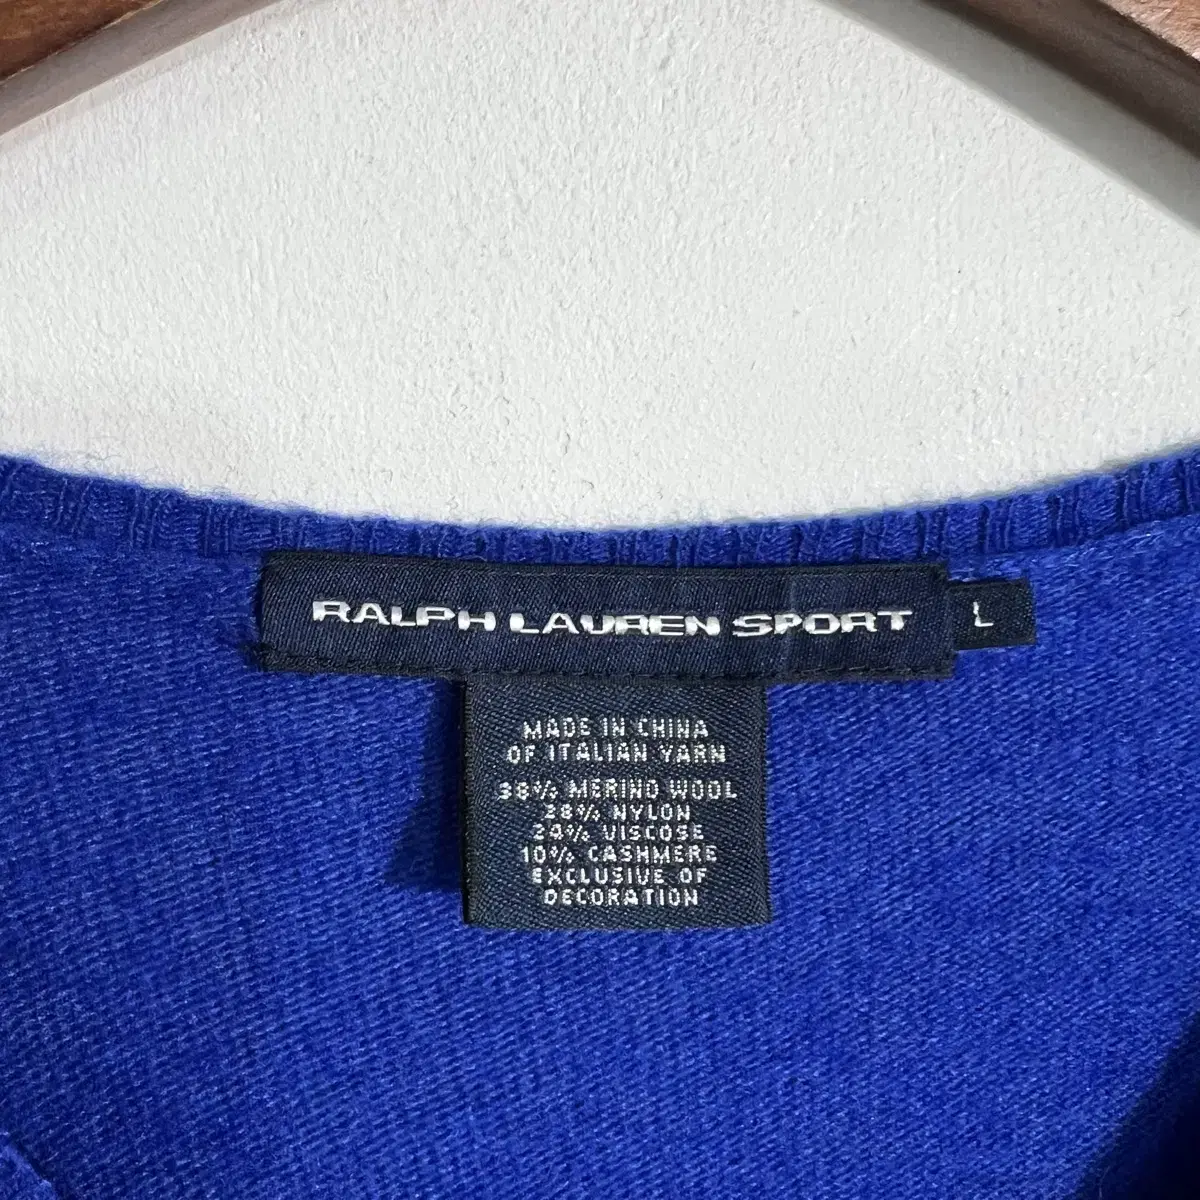 RALPH LAUREN SPORT
L
MADE IN CHINA
OF ITALIAN YARN
38% MERINO WOOL
28% NYLON
24% VISCOSE
10% CASHMERE
EXCLUSIVE OF
DECORATION